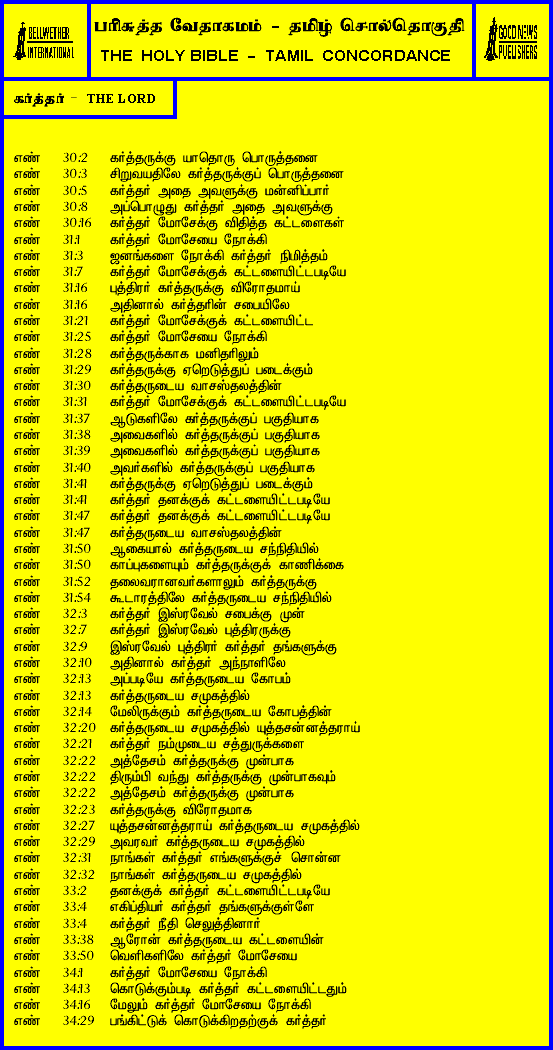 BELLWETHER
INTERNATIONAL
பரிசுத்த வேதாகமம் - தமிழ் சொல்தொகுதி
THE HOLY BIBLE - TAMIL CONCORDANCE
GOOD NEWS
PUBLISHERS
கர்த்தர் - THE LORD
எண் 30:2 கர்த்தருக்கு யாதொரு பொருத்தனை
எண் 30:3 சிறுவயதிலே கர்த்தருக்குப் பொருத்தனை
எண் 30:5 கர்த்தர் அதை அவளுக்கு மன்னிப்பார்
எண் 30:8 அப்பொழுது கர்த்தர் அதை அவளுக்கு
எண் 30:16 கர்த்தர் மோசேக்கு விதித்த கட்டளைகள்
எண் 31:1 கர்த்தர் மோசேயை நோக்கி
எண் 31:3 ஜனங்களை நோக்கி கர்த்தர் நிமித்தம்
எண் 31:7 கர்த்தர் மோசேக்குக் கட்டளையிட்டபடியே
எண் 31:16 புத்திரர் கர்த்தருக்கு விரோதமாய்
எண் 31:16 அதினால் கர்த்தரின் சபையிலே
எண் 31:21 கர்த்தர் மோசேக்குக் கட்டளையிட்ட
எண் 31:25 கர்த்தர் மோசேயை நோக்கி
எண் 31:28 கர்த்தருக்காக மனிதரிலும்
எண் 31:29 கர்த்தருக்கு ஏறெடுத்துப் படைக்கும்
எண் 31:30 கர்த்தருடைய வாசஸ்தலத்தின்
எண் 31:31 கர்த்தர் மோசேக்குக் கட்டளையிட்டபடியே
எண் 31:37 ஆடுகளிலே கர்த்தருக்குப் பகுதியாக
எண் 31:38 அவைகளில் கர்த்தருக்குப் பகுதியாக
எண் 31:39 அவைகளில் கர்த்தருக்குப் பகுதியாக
எண் 31:40 அவர்களில் கர்த்தருக்குப் பகுதியாக
எண் 31:41 கர்த்தருக்கு ஏறெடுத்துப் படைக்கும்
எண் 31:41 கர்த்தர் தனக்குக் கட்டளையிட்டபடியே
எண் 31:47 கர்த்தர் தனக்குக் கட்டளையிட்டபடியே
எண் 31:47 கர்த்தருடைய வாசஸ்தலத்தின்
எண் 31:50 ஆகையால் கர்த்தருடைய சந்நிதியில்
எண் 31:50 காப்புகளையும் கர்த்தருக்குக் காணிக்கை
எண் 31:52 தலைவரானவர்களாலும் கர்த்தருக்கு
எண் 31:54 கூடாரத்திலே கர்த்தருடைய சந்நிதியில்
எண் 32:3 கர்த்தர் இஸ்ரவேல் சபைக்கு முன்
எண் 32:7 கர்த்தர் இஸ்ரவேல் புத்திரருக்கு
எண் 32:9 இஸ்ரவேல் புத்திரர் கர்த்தர் தங்களுக்கு
எண் 32:10 அதினால் கர்த்தர் அந்நாளிலே
எண் 32:13 அப்படியே கர்த்தருடைய கோபம்
எண் 32:13 கர்த்தருடைய சமுகத்தில்
எண் 32:14 மேலிருக்கும் கர்த்தருடைய கோபத்தின்
எண் 32:20 கர்த்தருடைய சமுகத்தில் யுத்தசன்னத்தராய்
எண் 32:21 கர்த்தர் நம்முடைய சத்துருக்களை
எண் 32:22 அத்தேசம் கர்த்தருக்கு முன்பாக
எண் 32:22 திரும்பி வந்து கர்த்தருக்கு முன்பாகவும்
எண் 32:22 அத்தேசம் கர்த்தருக்கு முன்பாக
எண் 32:23 கர்த்தருக்கு விரோதமாக
எண் 32:27 யுத்தசன்னத்தராய் கர்த்தருடைய சமுகத்தில்
எண் 32:29 அவரவர் கர்த்தருடைய சமுகத்தில்
எண் 32:31 நாங்கள் கர்த்தர் எங்களுக்குச் சொன்ன
எண் 32:32 நாங்கள் கர்த்தருடைய சமுகத்தில்
எண் 33:2 தனக்குக் கர்த்தர் கட்டளையிட்டபடியே
எண் 33:4 எகிப்தியர் கர்த்தர் தங்களுக்குள்ளே
எண் 33:4 கர்த்தர் நீதி செலுத்தினார்
எண் 33:38 ஆரோன் கர்த்தருடைய கட்டளையின்
எண் 33:50 வெளிகளிலே கர்த்தர் மோசேயை
எண் 34:1 கர்த்தர் மோசேயை நோக்கி
எண் 34:13 கொடுக்கும்படி கர்த்தர் கட்டளையிட்டதும்
எண் 34:16 மேலும் கர்த்தர் மோசேயை நோக்கி
எண் 34:29 பங்கிட்டுக் கொடுக்கிறதற்குக் கர்த்தர்